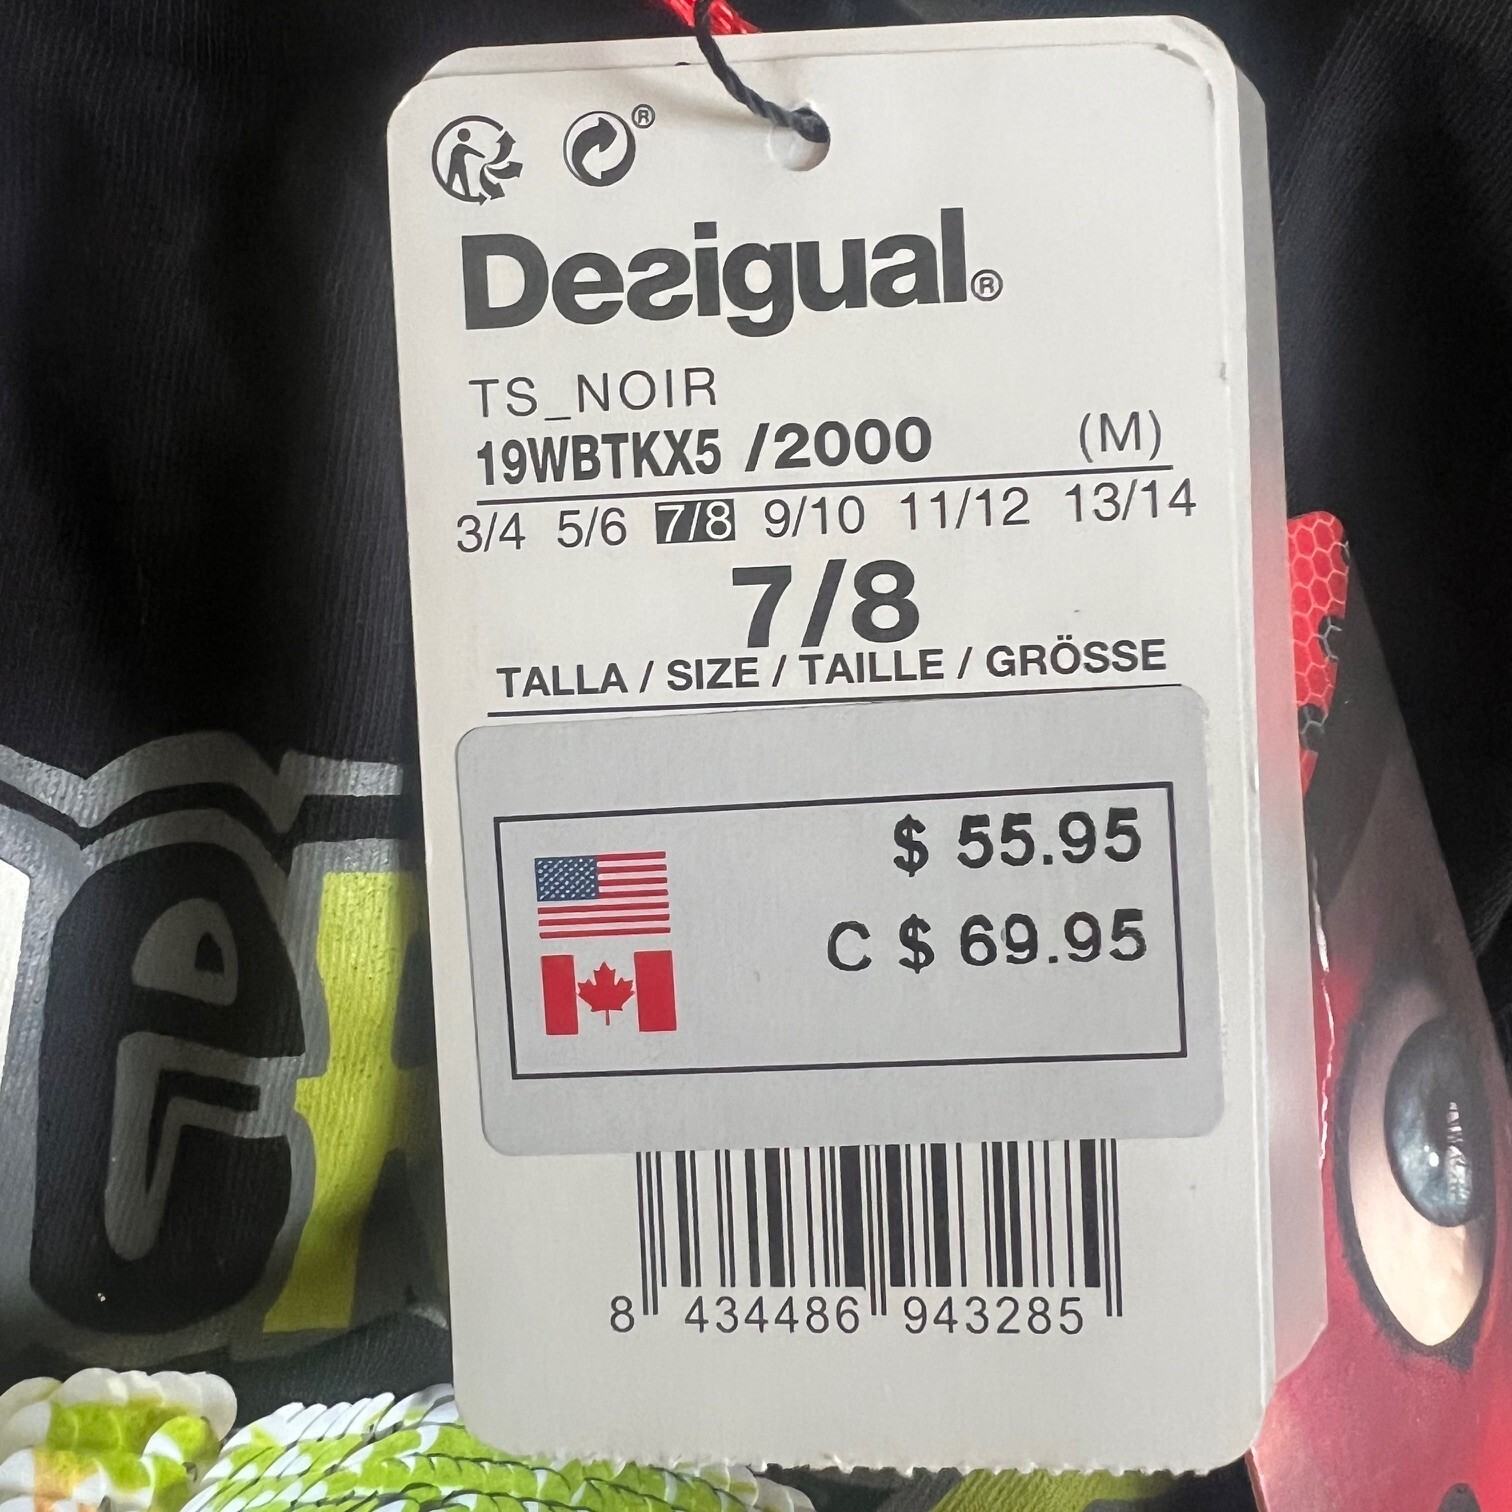 ®
Desigual®
TS_NOIR
19WBTKX5 /2000 (M)
3/4 5/6 7/8 9/10 11/12 13/14
7/8
TALLA / SIZE / TAILLE / GRÖSSE
$ 55.95
C $ 69.95
8 434486 943285